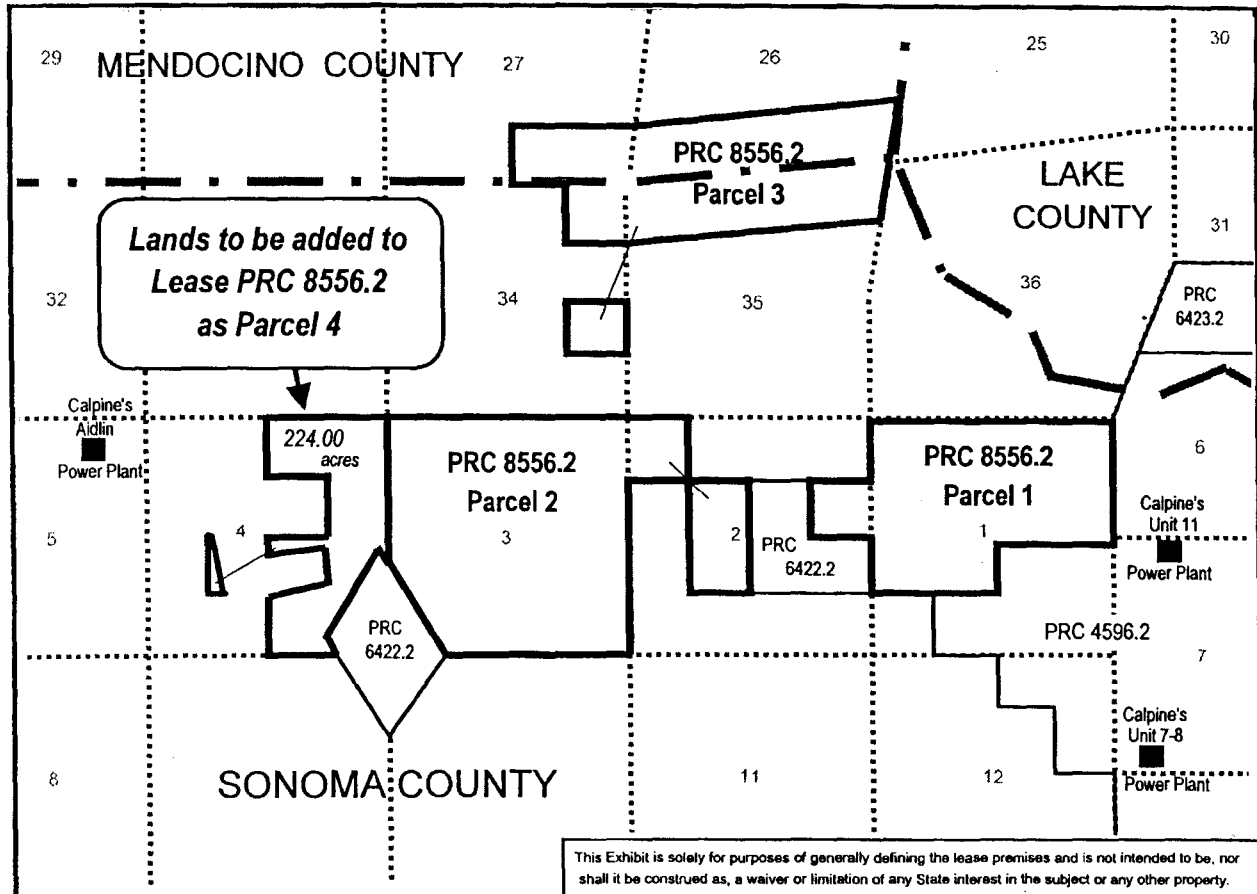 29
MENDOCINO COUNTY
27
26
25
30
PRC 8556.2
Parcel 3
LAKE
COUNTY
Lands to be added to
Lease PRC 8556.2
as Parcel 4
31
32
34
35
36
PRC
6423.2
Calpine's
Aidlin
Power Plant
224.00
acres
PRC 8556.2
Parcel 2
PRC 8556.2
Parcel 1
6
5
4
3
2
1
PRC
6422.2
Calpine's
Unit 11
Power Plant
PRC
6422.2
PRC 4596.2
7
Calpine's
Unit 7-8
Power Plant
8
SONOMA COUNTY
11
12
This Exhibit is solely for purposes of generally defining the lease premises and is not intended to be, nor
shall it be construed as, a waiver or limitation of any State interest in the subject or any other property.